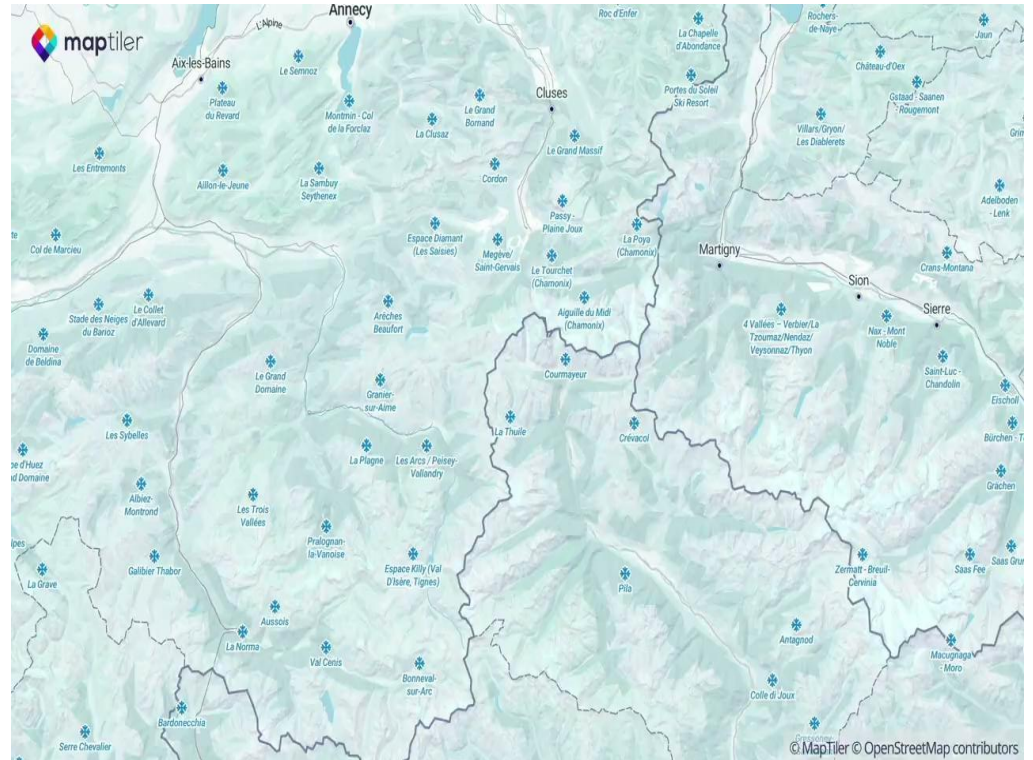 Annecy
Roc d'Enfer
Rochers-
de-Naye
La Chapelle
d'Abondance
Jaun
L'Alpine
maptiler
Aix-les-Bains
Le Semnoz
Château-d'Oex
Plateau
du Revard
Montmin - Col
de la Forclaz
Le Grand
Bornand
Cluses
Portes du Soleil
Ski Resort
Gstaad - Saanen
- Rougemont
La Clusaz
Villars/Gryon/
Les Diablerets
Le Grand Massif
Les Entremonts
Aillon-le-Jeune
La Sambuy
Seythenex
Cordon
Adelboden
- Lenk
Passy -
Plaine Joux
Col de Marcieu
Espace Diamant
(Les Saisies)
Megève/
Saint-Gervais
La Poya
(Chamonix)
Martigny
Le Tourchet
(Chamonix)
Crans-Montana
Sion
Stade des Neiges
du Barioz
Le Collet
d'Allevard
Arèches
Beaufort
Aiguille du Midi
(Chamonix)
4 Vallées – Verbier/La
Tzoumaz/Nendaz/
Veysonnaz/Thyon
Nax - Mont
Noble
Sierre
Domaine
de Beldina
Le Grand
Domaine
Granier-
sur-Aime
Courmayeur
Saint-Luc -
Chandolin
Eischoll
Les Sybelles
La Thuile
Crévacol
Bürchen - T
La Plagne
Les Arcs / Peisey-
Vallandry
pe d'Huez
nd Domaine
Albiez-
Montrond
Les Trois
Vallées
Grächen
Pralognan-
la-Vanoise
La Grave
Galibier Thabor
Espace Killy (Val
D'Isère, Tignes)
Pila
Zermatt - Breuil-
Cervinia
Saas Fee
Saas Grun
Aussois
La Norma
Val Cenis
Bonneval-
sur-Arc
Antagnod
Macugnaga
- Moro
Colle di Joux
Bardonecchia
Serre Chevalier
Gressoney-
© MapTiler © OpenStreetMap contributors